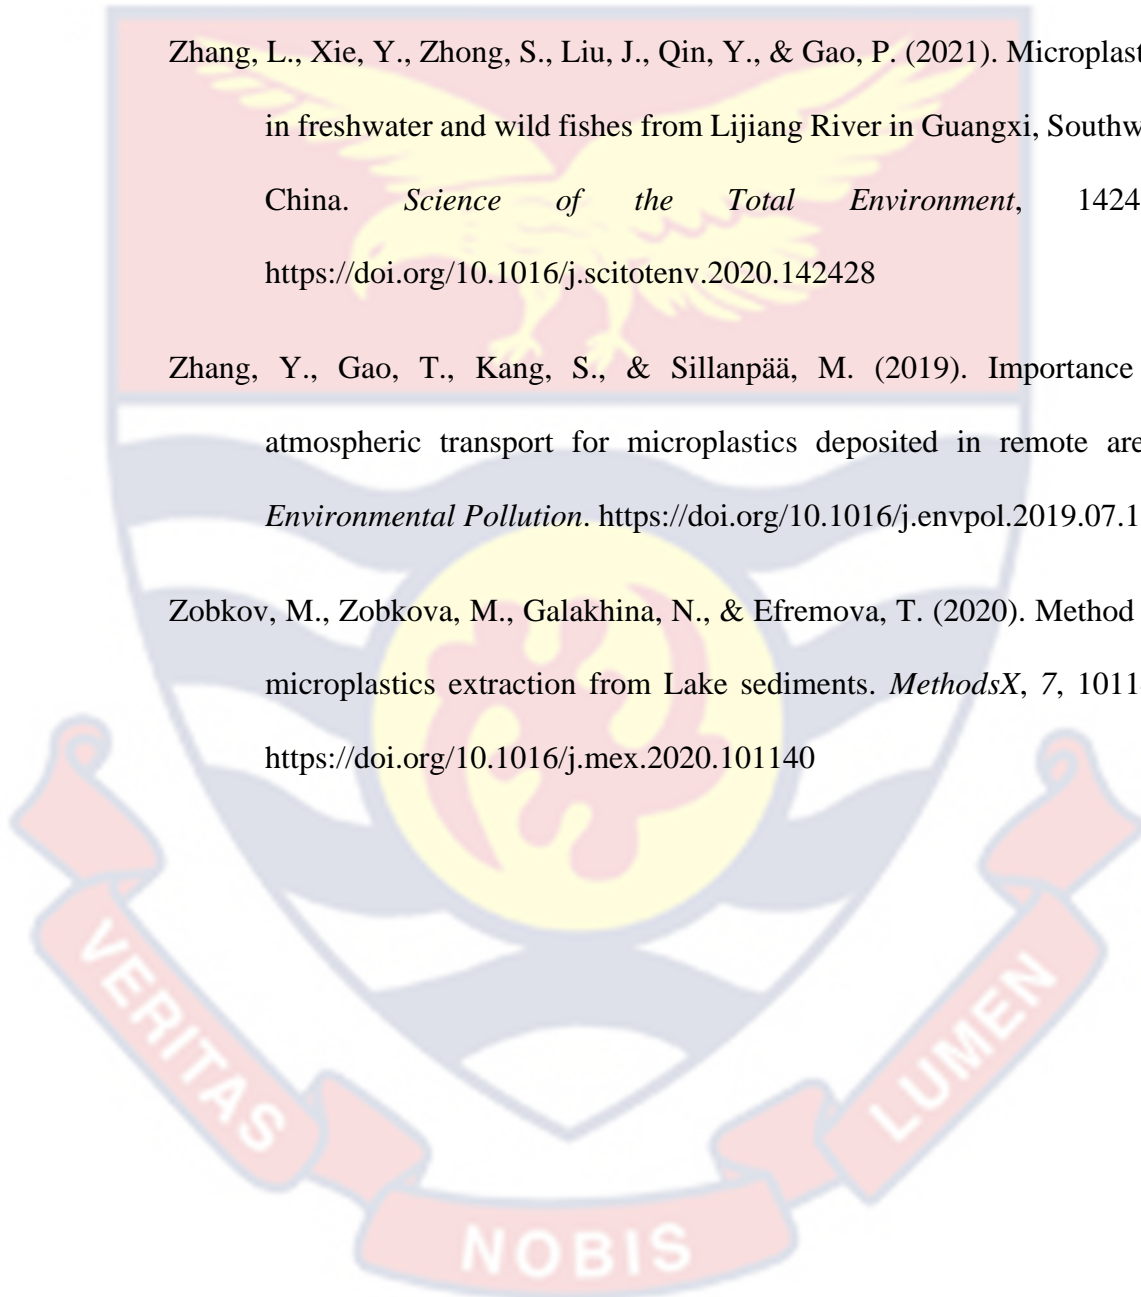 Zhang, L., Xie, Y., Zhong, S., Liu, J., Qin, Y., & Gao, P. (2021). Microplast
in freshwater and wild fishes from Lijiang River in Guangxi, Southw
China. Science of the Total Environment, 1424
https://doi.org/10.1016/j.scitotenv.2020.142428
Zhang, Y., Gao, T., Kang, S., & Sillanpää, M. (2019). Importance
atmospheric transport for microplastics deposited in remote are
Environmental Pollution. https://doi.org/10.1016/j.envpol.2019.07.1
Zobkov, M., Zobkova, M., Galakhina, N., & Efremova, T. (2020). Method
microplastics extraction from Lake sediments. MethodsX, 7, 1011
https://doi.org/10.1016/j.mex.2020.101140
VERITAS
NOBIS
LUMEN